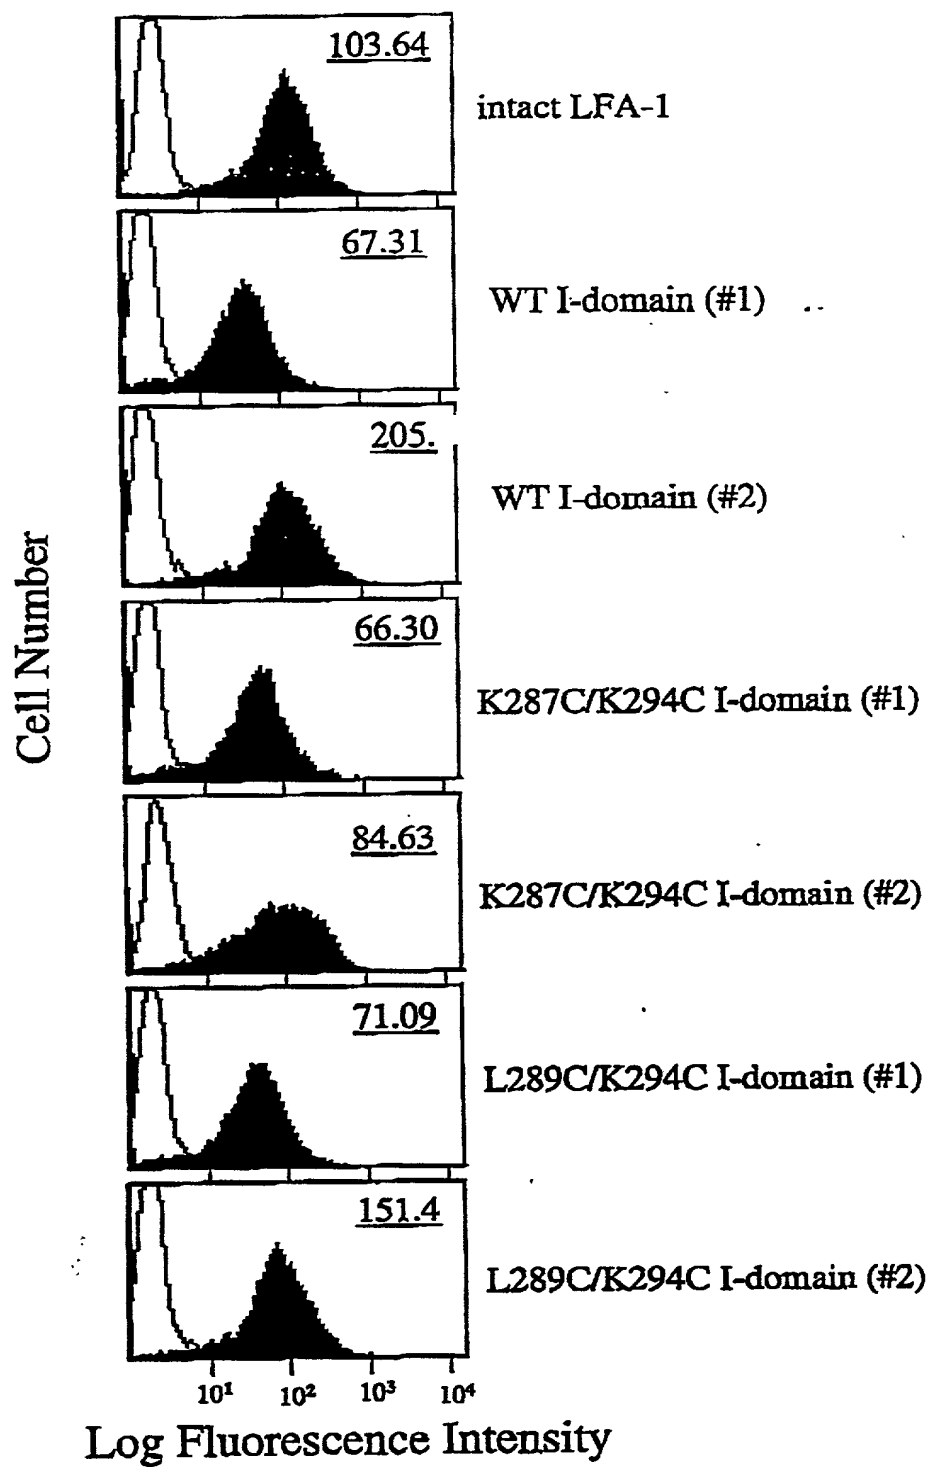 103.64
intact LFA-1
67.31
WT I-domain (#1)
205.
WT I-domain (#2)
66.30
K287C/K294C I-domain (#1)
84.63
K287C/K294C I-domain (#2)
71.09
L289C/K294C I-domain (#1)
151.4
L289C/K294C I-domain (#2)
Cell Number
10¹ 10² 10³ 10⁴
Log Fluorescence Intensity